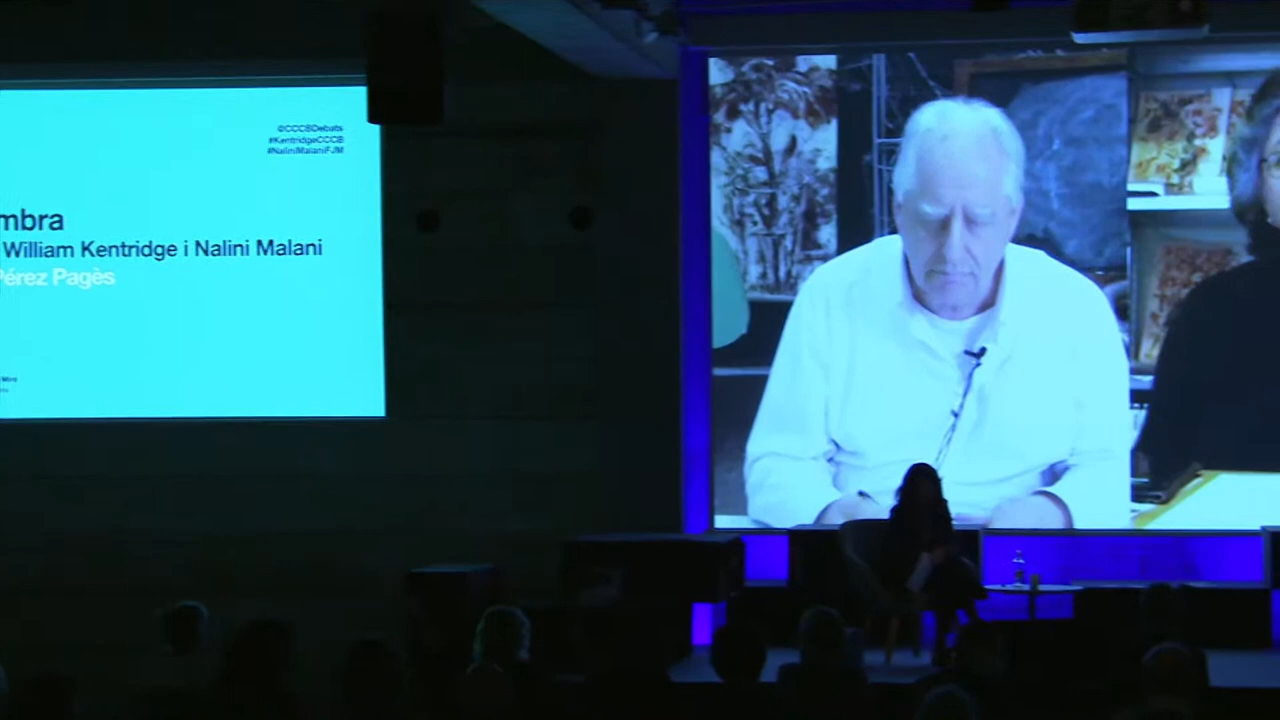 @CCCBDebats
#KentridgeCCCB
#NaliniMalaniFJM
mbra
William Kentridge i Nalini Malani
Pérez Pagès